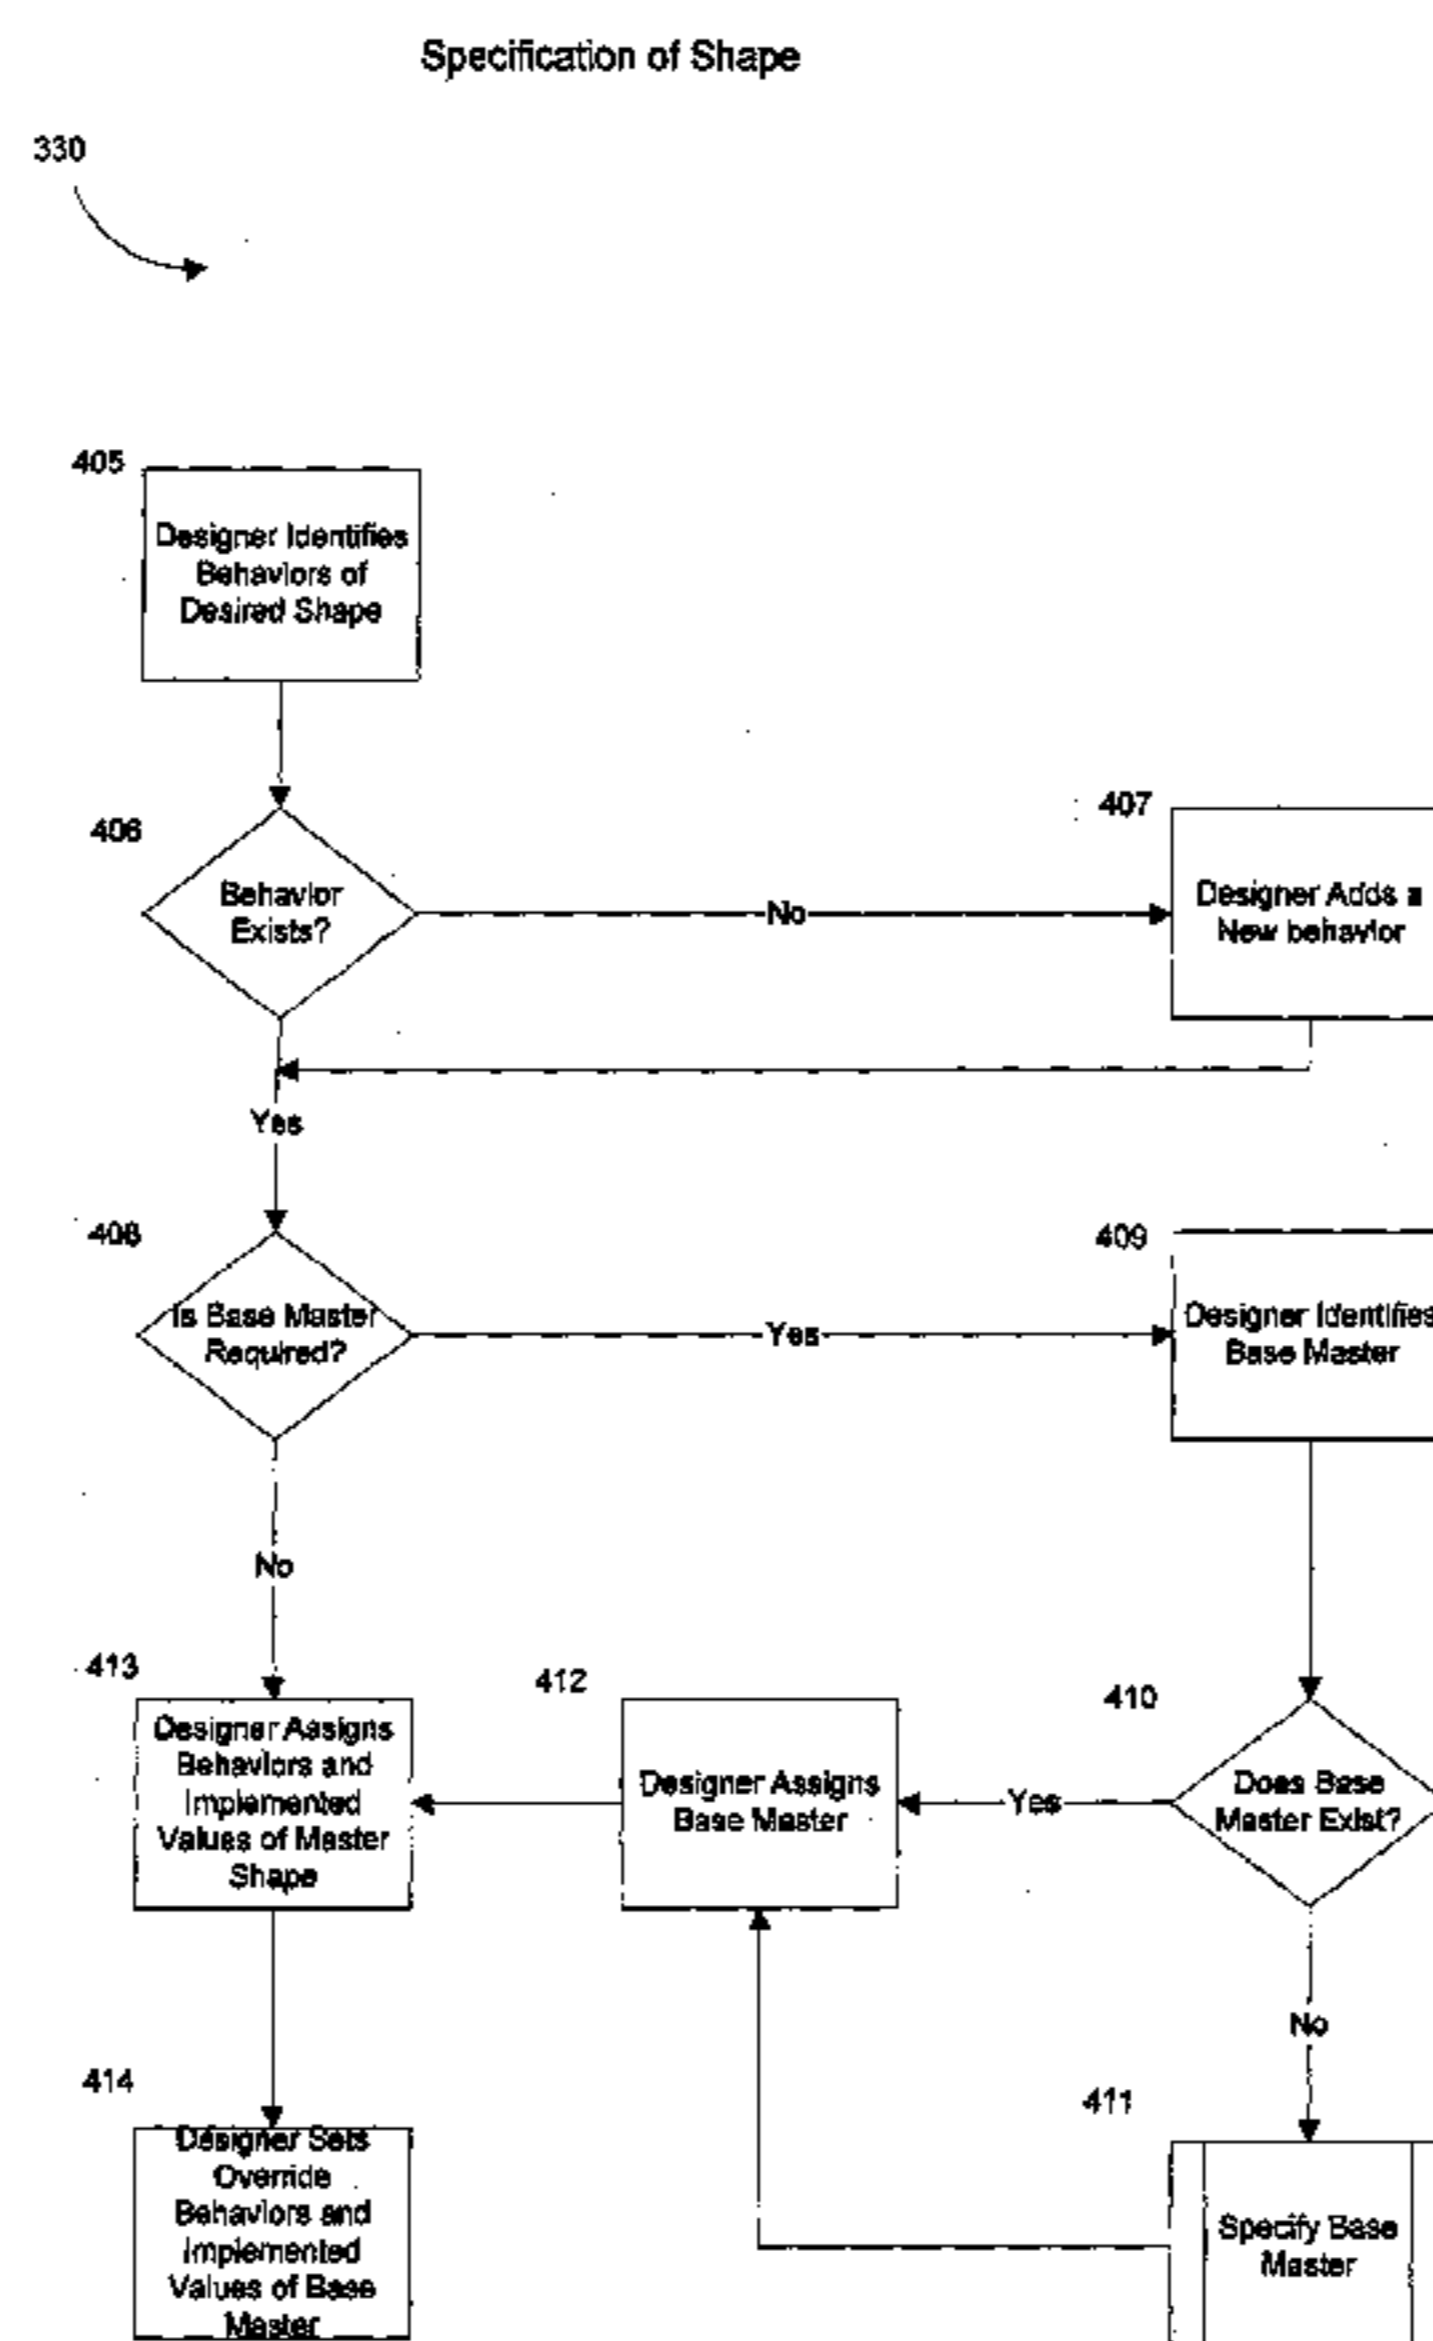 Specification of Shape
330
405
Designer Identifies
Behaviors of
Desired Shape
406
Behavior
Exists?
No
407
Designer Adds a
New behavior
Yes
408
Is Base Master
Required?
Yes
409
Designer Identifies
Base Master
No
413
Designer Assigns
Behaviors and
Implemented
Values of Master
Shape
412
Designer Assigns
Base Master
Yes
410
Does Base
Master Exist?
No
414
Designer Sets
Override
Behaviors and
Implemented
Values of Base
Master
411
Specify Base
Master